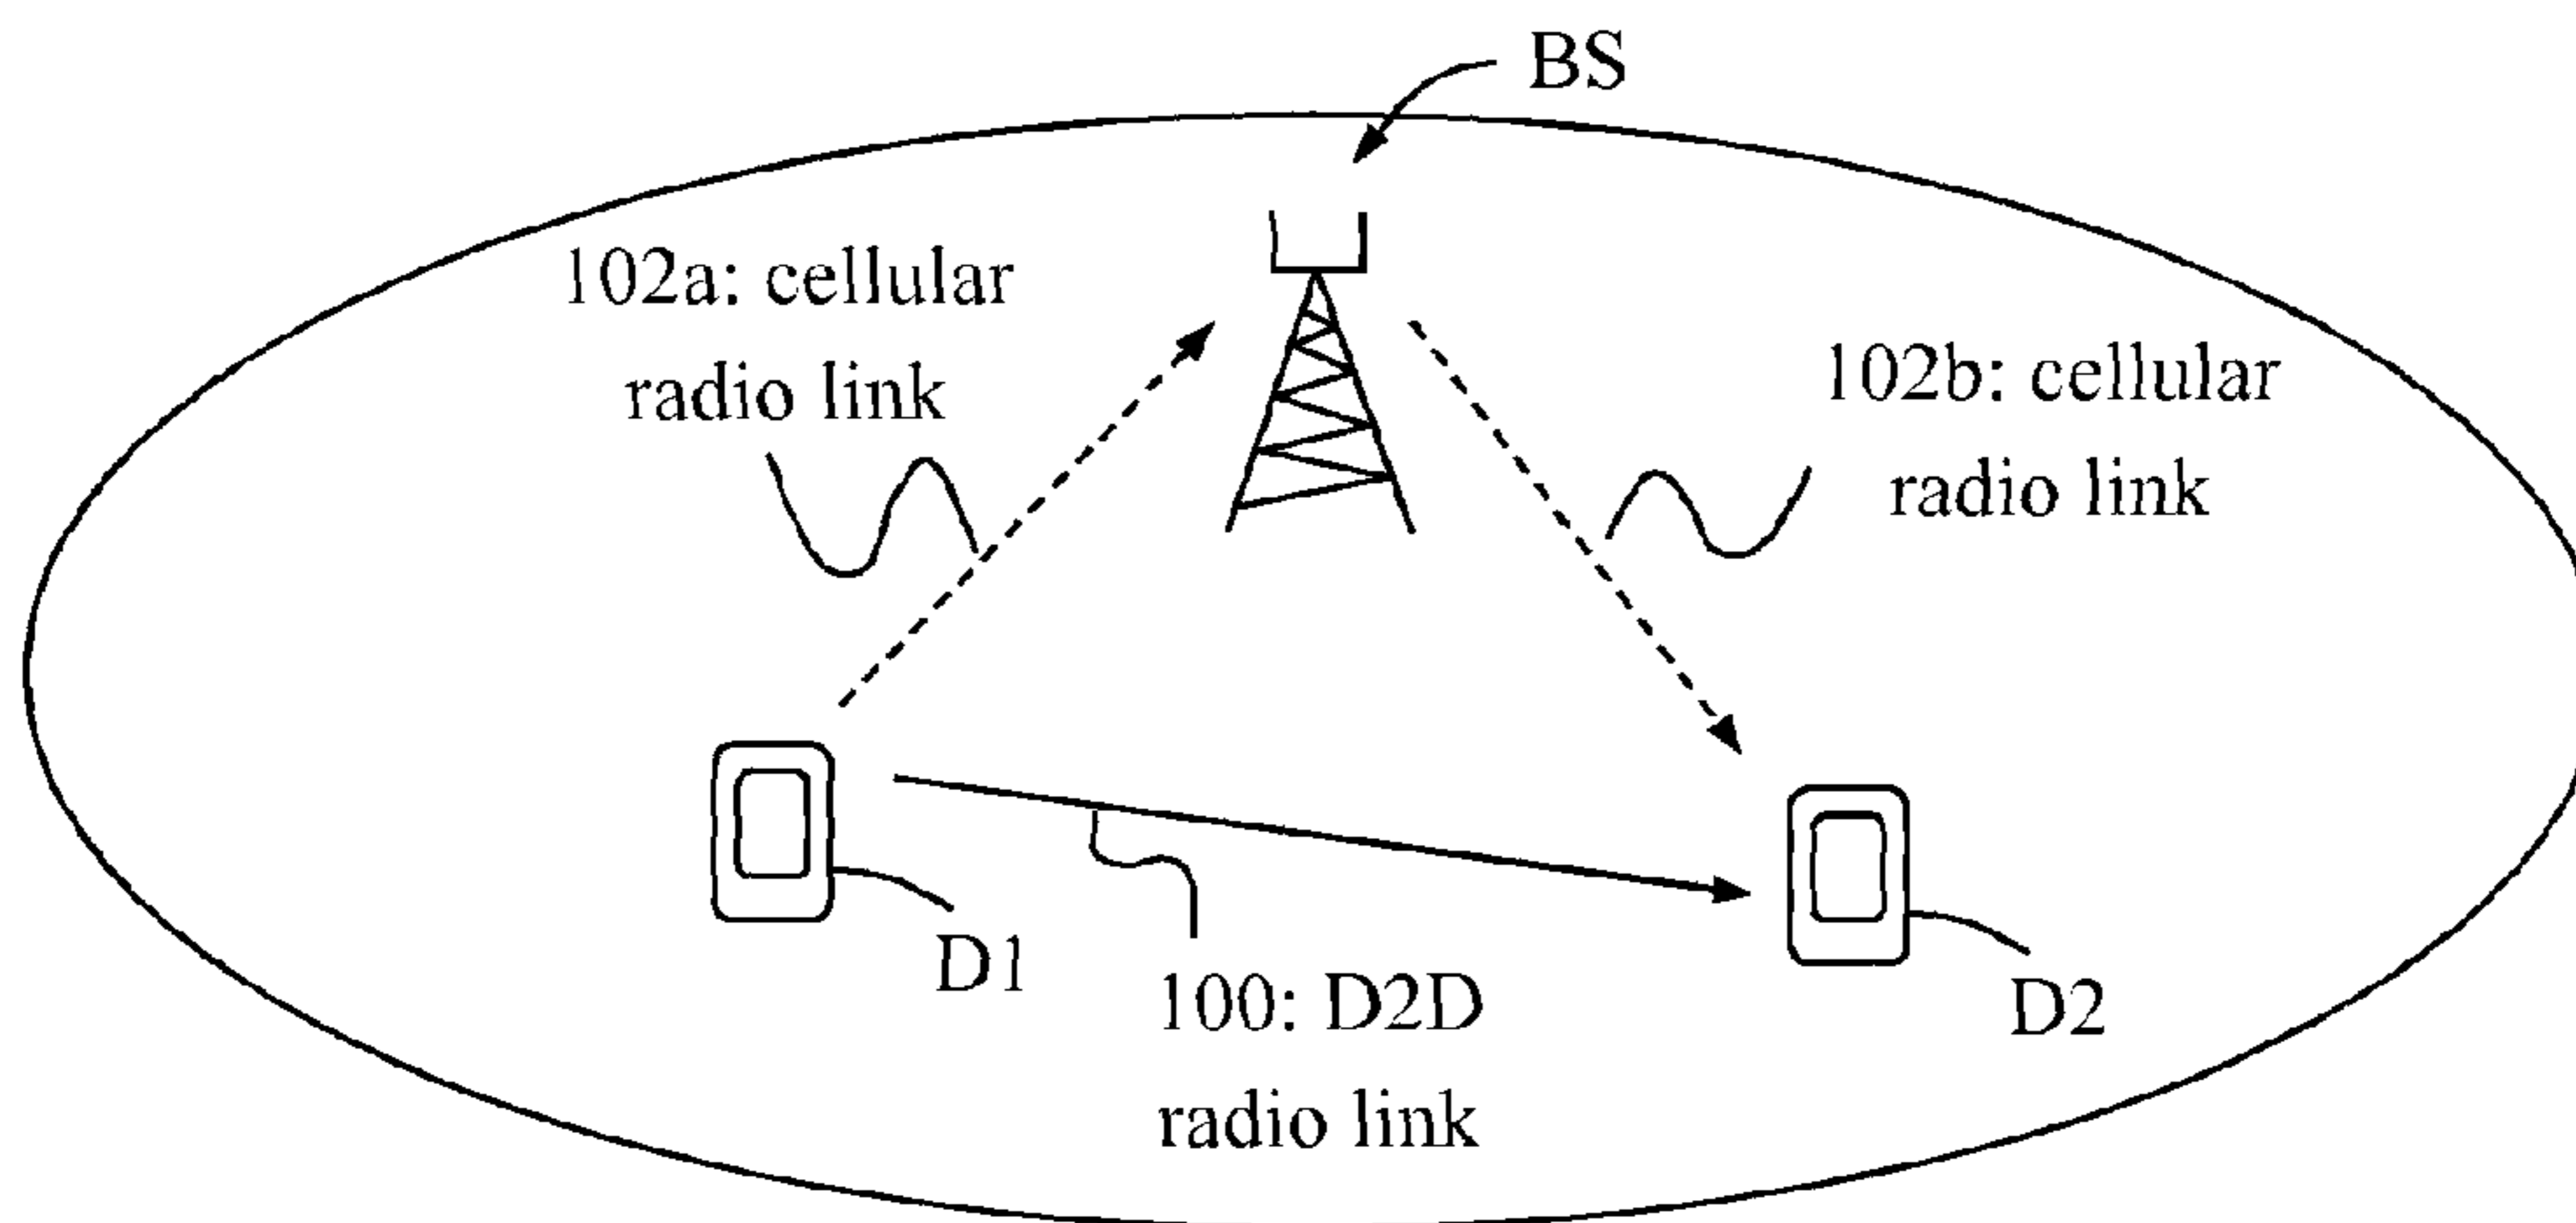 BS
102a: cellular
radio link
102b: cellular
radio link
D1
100: D2D
radio link
D2